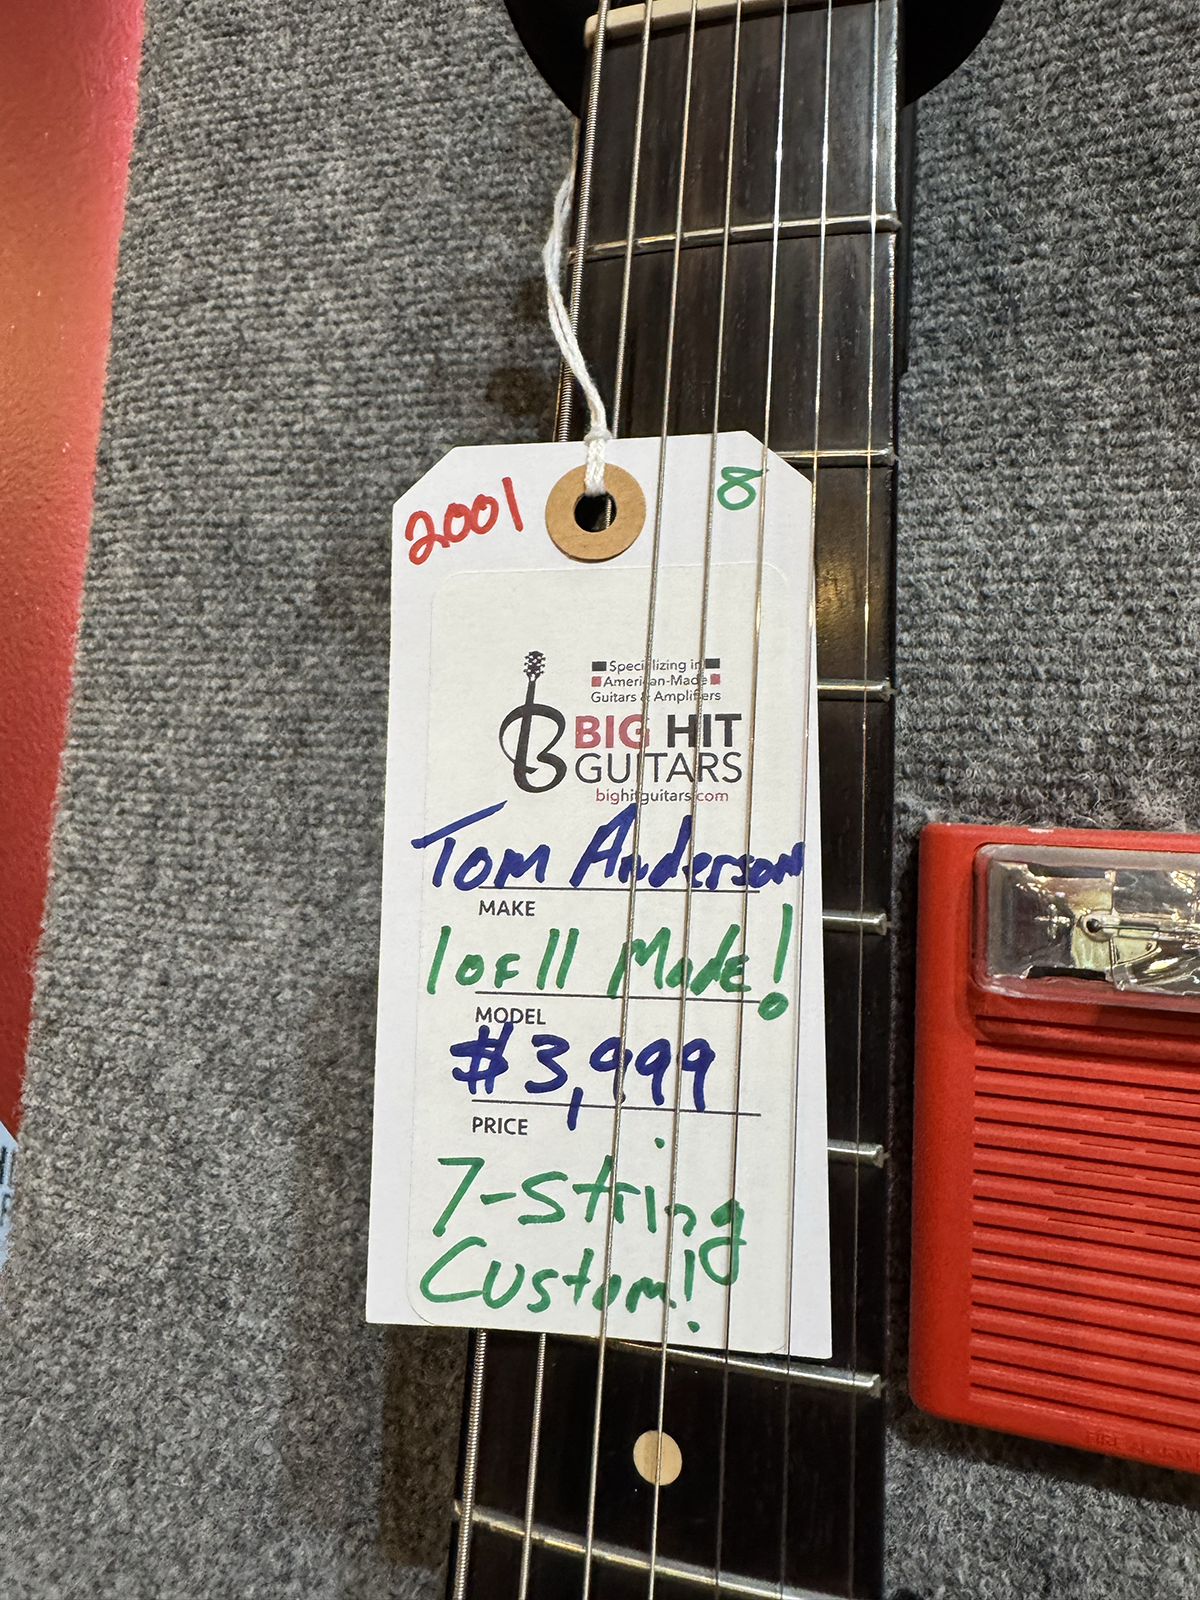 2001 8
Specializing in
American-Made
Guitars & Amplifiers
BIG HIT
GUITARS
bighitguitars.com
Tom Anderson
MAKE
1 of 11 Made!
MODEL
$3,999
PRICE
7-String
Custom!